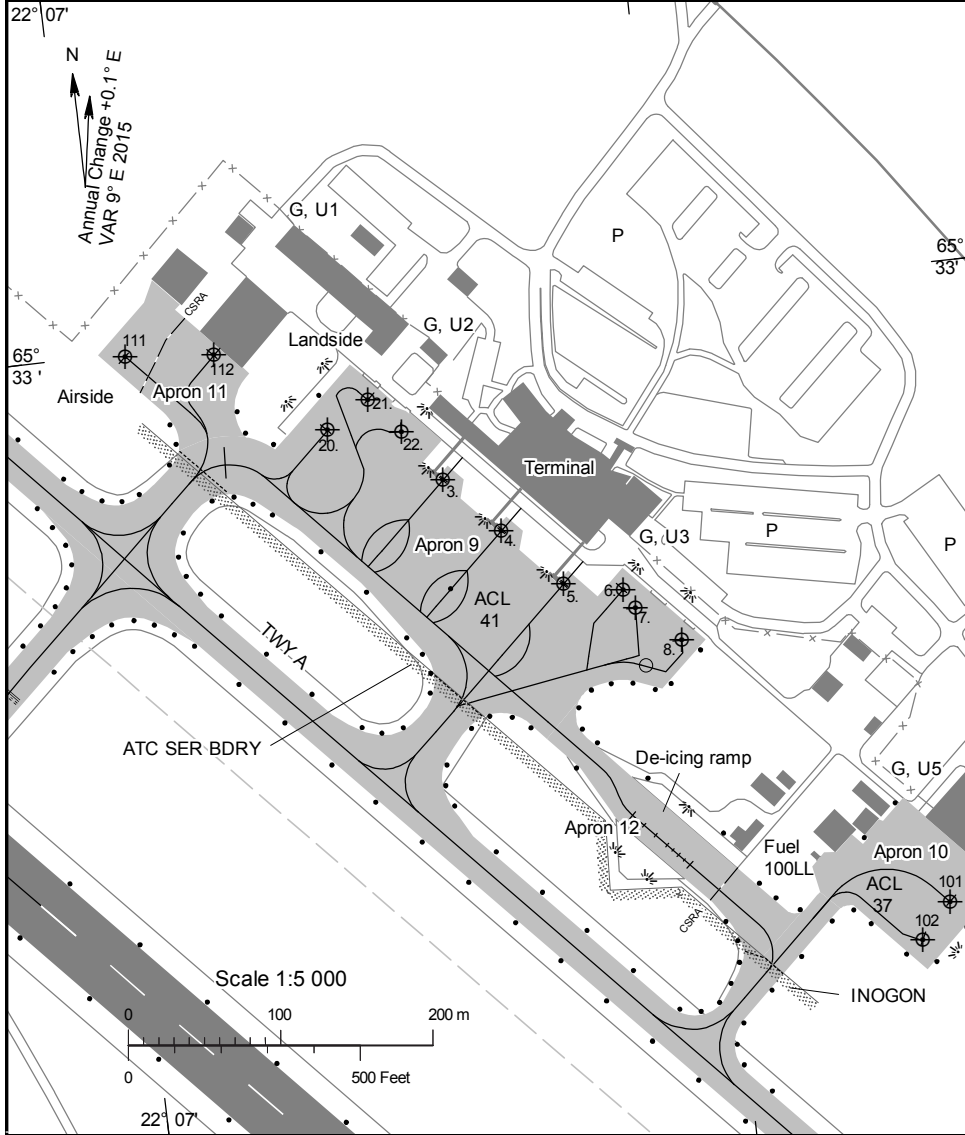 22° 07'
N
Annual Change +0.1° E
VAR 9° E 2015
G, U1
P
65°
33'
CSRA
G, U2
Landside
111
112
65°
33 '
Airside
Apron 11
21.
20.
22.
Terminal
3.
4.
Apron 9
G, U3
P
P
ACL
41
5.
6.
7.
8.
TWY A
ATC SER BDRY
De-icing ramp
G, U5
Apron 12
Fuel
100LL
Apron 10
ACL
37
101
102
CSRA
INOGON
Scale 1:5 000
0
100
200 m
0
500 Feet
22° 07'